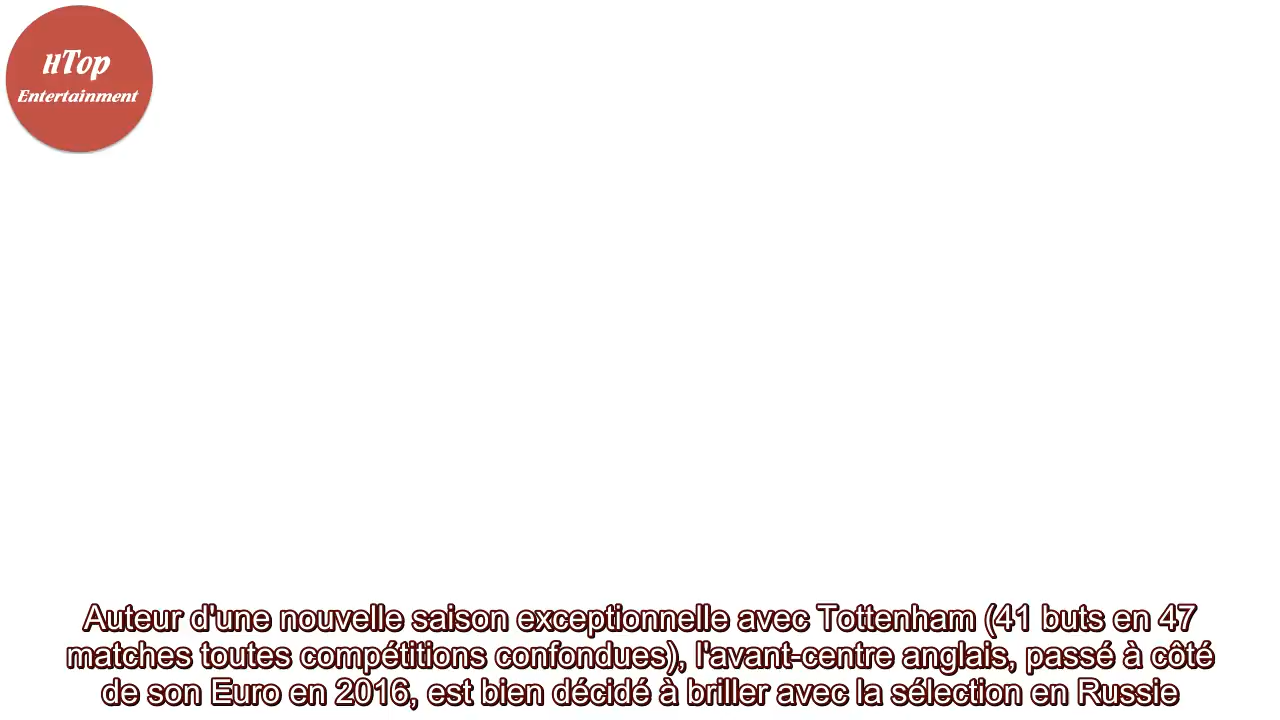 HTop
Entertainment
Auteur d'une nouvelle saison exceptionnelle avec Tottenham (41 buts en 47
matches toutes compétitions confondues), l'avant-centre anglais, passé à côté
de son Euro en 2016, est bien décidé à briller avec la sélection en Russie